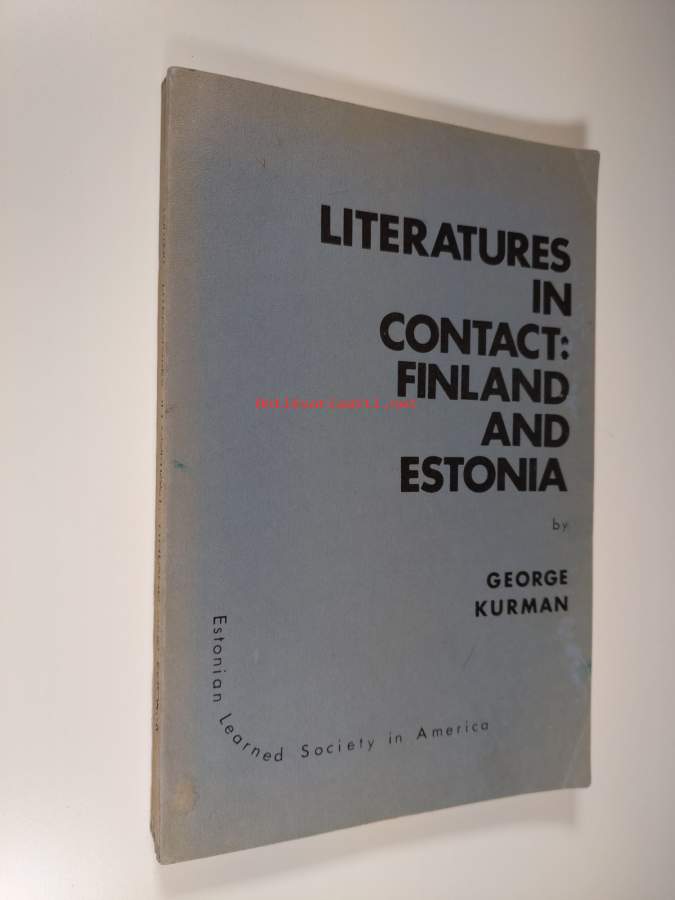 LITERATURES
IN
CONTACT:
FINLAND
AND
ESTONIA
by
GEORGE
KURMAN
Estonian Learned Society in America